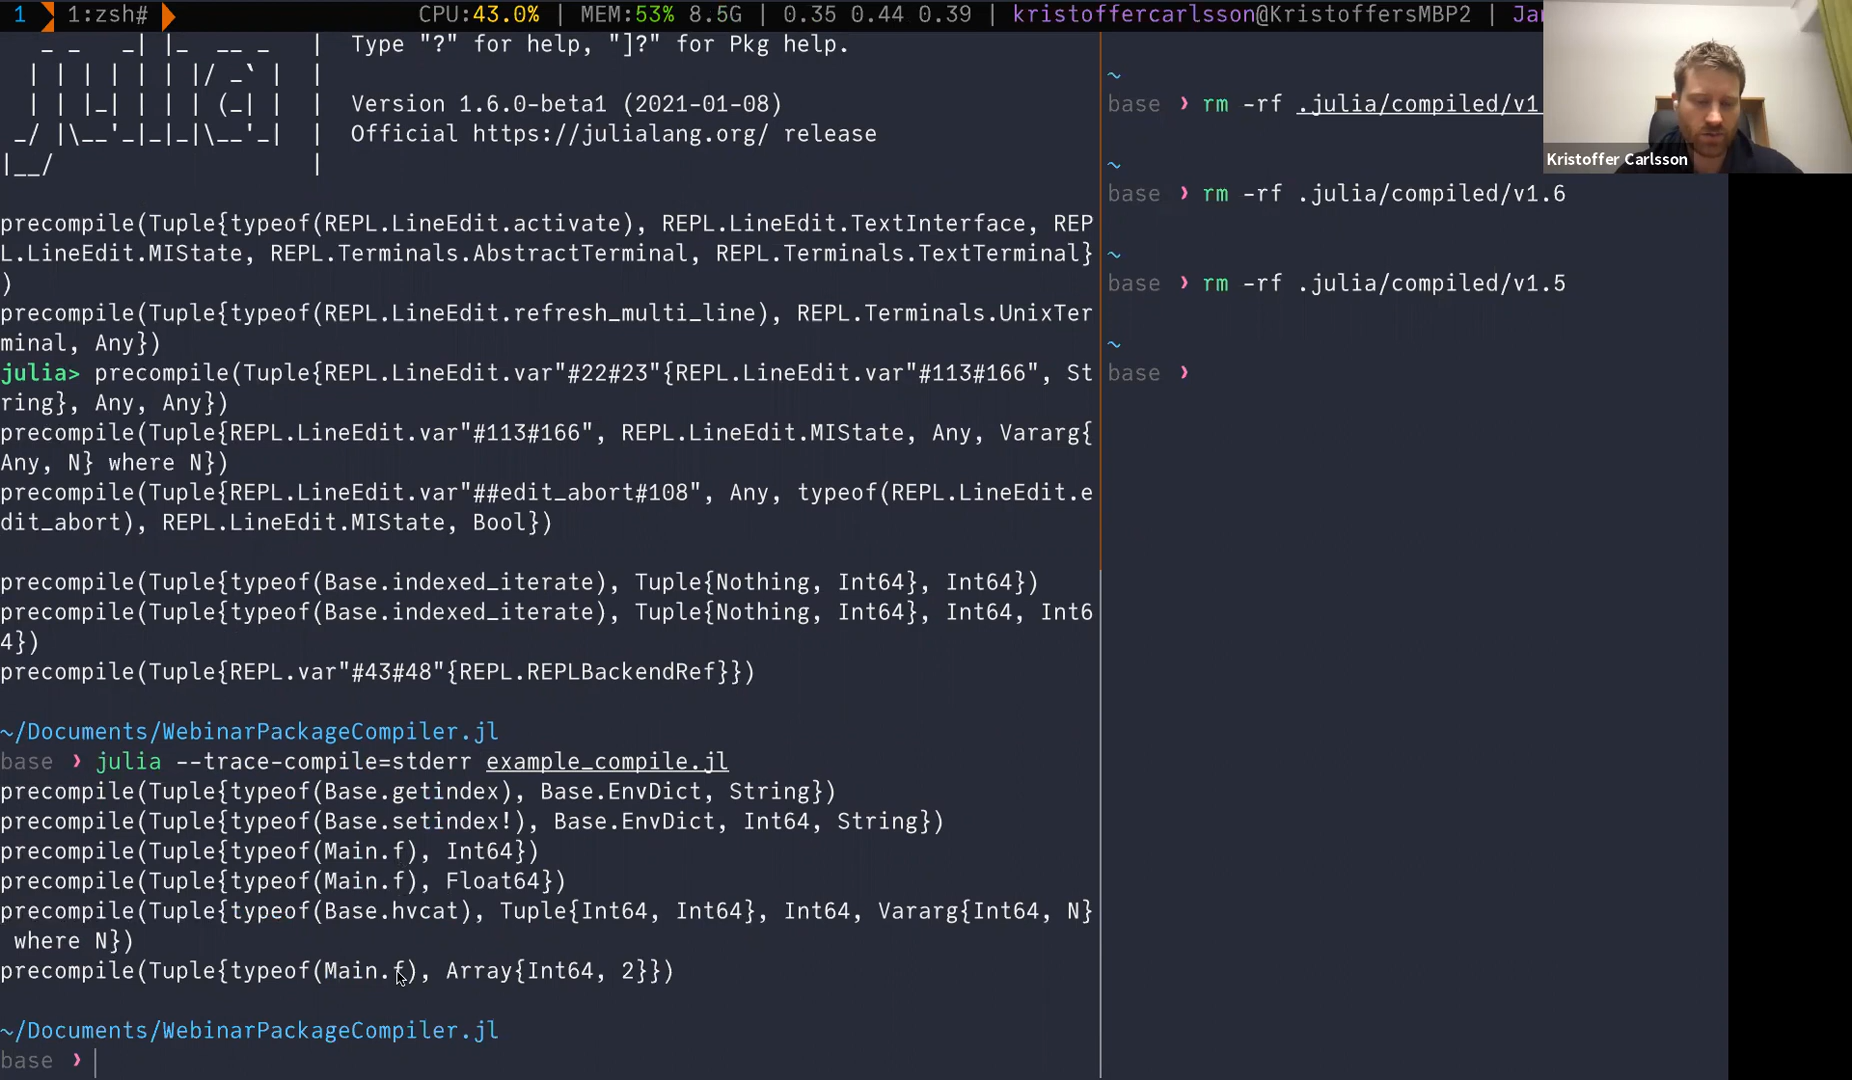 1 1:zsh# CPU:43.0% | MEM:53% 8.5G | 0.35 0.44 0.39 | kristoffercarlsson@KristoffersMBP2 |
Type "?" for help, "]?" for Pkg help.
Version 1.6.0-beta1 (2021-01-08)
Official https://julialang.org/ release
precompile(Tuple{typeof(REPL.LineEdit.activate), REPL.LineEdit.TextInterface, REP
L.LineEdit.MIState, REPL.Terminals.AbstractTerminal, REPL.Terminals.TextTerminal}
)
precompile(Tuple{typeof(REPL.LineEdit.refresh_multi_line), REPL.Terminals.UnixTer
minal, Any})
julia> precompile(Tuple{REPL.LineEdit.var"#22#23"{REPL.LineEdit.var"#113#166", St
ring}, Any, Any})
precompile(Tuple{REPL.LineEdit.var"#113#166", REPL.LineEdit.MIState, Any, Vararg{
Any, N} where N})
precompile(Tuple{REPL.LineEdit.var"##edit_abort#108", Any, typeof(REPL.LineEdit.e
dit_abort), REPL.LineEdit.MIState, Bool})
precompile(Tuple{typeof(Base.indexed_iterate), Tuple{Nothing, Int64}, Int64})
precompile(Tuple{typeof(Base.indexed_iterate), Tuple{Nothing, Int64}, Int64, Int6
4})
precompile(Tuple{REPL.var"#43#48"{REPL.REPLBackendRef}})
~/Documents/WebinarPackageCompiler.jl
base ❯ julia --trace-compile=stderr example_compile.jl
precompile(Tuple{typeof(Base.getindex), Base.EnvDict, String})
precompile(Tuple{typeof(Base.setindex!), Base.EnvDict, Int64, String})
precompile(Tuple{typeof(Main.f), Int64})
precompile(Tuple{typeof(Main.f), Float64})
precompile(Tuple{typeof(Base.hvcat), Tuple{Int64, Int64}, Int64, Vararg{Int64, N}
where N})
precompile(Tuple{typeof(Main.f), Array{Int64, 2}})
~/Documents/WebinarPackageCompiler.jl
base ❯
~
base ❯ rm -rf .julia/compiled/v1
~
base ❯ rm -rf .julia/compiled/v1.6
~
base ❯ rm -rf .julia/compiled/v1.5
~
base ❯
Kristoffer Carlsson